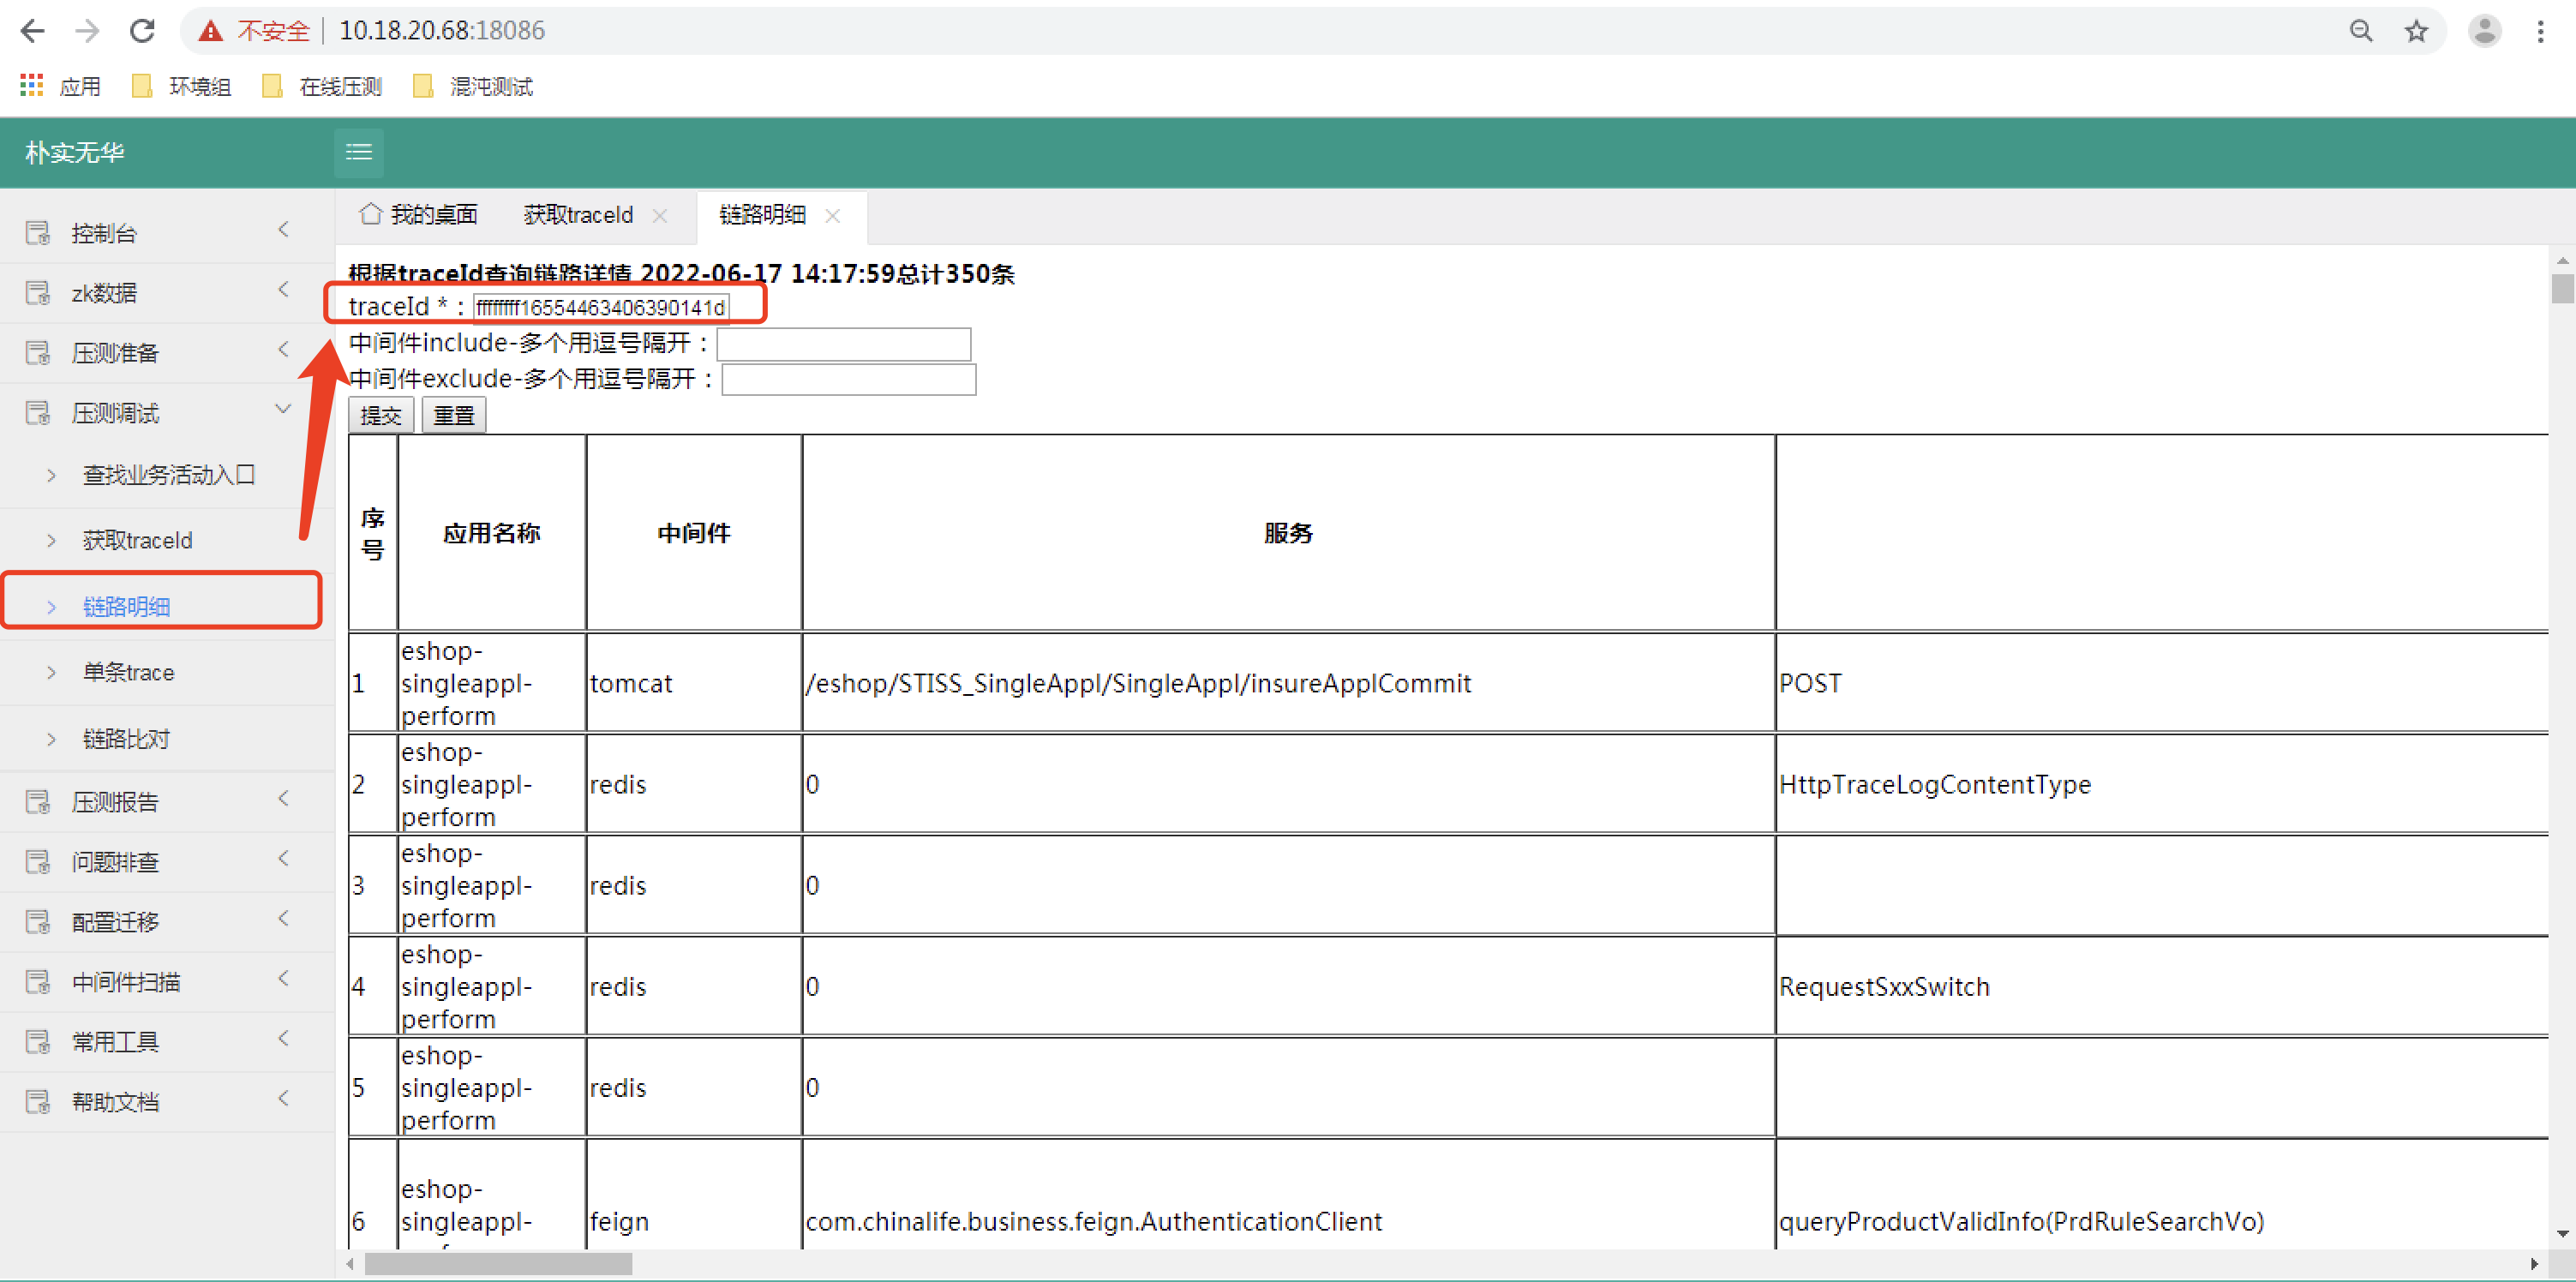 不安全 | 10.18.20.68:18086
应用 环境组 在线压测 混沌测试
朴实无华
我的桌面 获取traceId 链路明细
控制台
zk数据
压测准备
压测调试
查找业务活动入口
获取traceId
链路明细
单条trace
链路比对
压测报告
问题排查
配置迁移
中间件扫描
常用工具
帮助文档
根据traceId查询链路详情 2022-06-17 14:17:59总计350条
traceId * : ffffffff16554463406390141d
中间件include-多个用逗号隔开：
中间件exclude-多个用逗号隔开：
提交 重置
序号 应用名称 中间件 服务
1 eshop-singleappl-perform tomcat /eshop/STISS_SingleAppl/SingleAppl/insureApplCommit POST
2 eshop-singleappl-perform redis 0 HttpTraceLogContentType
3 eshop-singleappl-perform redis 0
4 eshop-singleappl-perform redis 0 RequestSxxSwitch
5 eshop-singleappl-perform redis 0
6 eshop-singleappl- feign com.chinalife.business.feign.AuthenticationClient queryProductValidInfo(PrdRuleSearchVo)